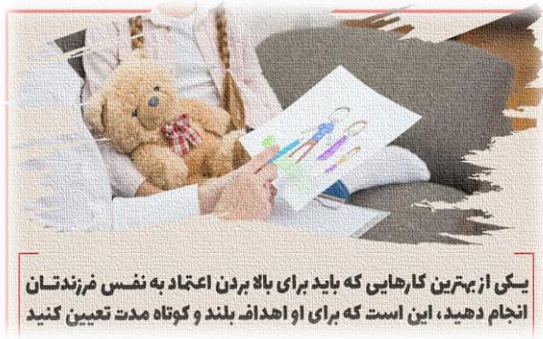 یکی از بهترین کارهایی که باید برای بالا بردن اعتماد به نفس فرزندتان
انجام دهید، این است که برای او اهداف بلند و کوتاه مدت تعیین کنید